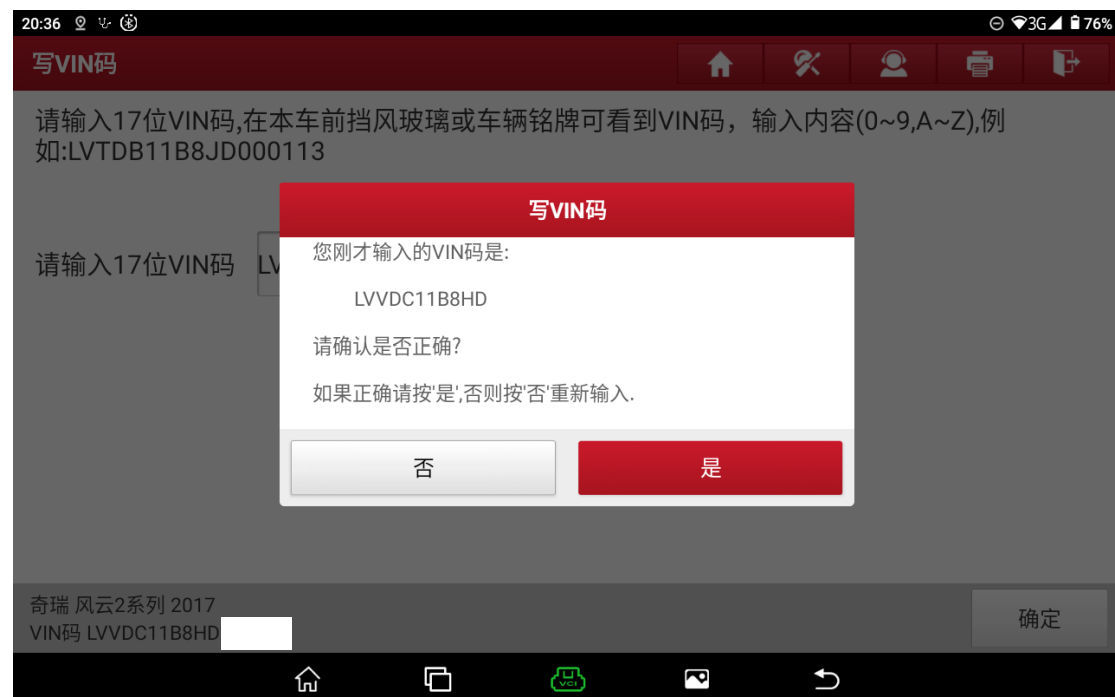 20:36
3G 76%
写VIN码
请输入17位VIN码,在本车前挡风玻璃或车辆铭牌可看到VIN码，输入内容(0~9,A~Z),例
如:LVTDB11B8JD000113
写VIN码
您刚才输入的VIN码是:
请输入17位VIN码 LV
LVVDC11B8HD
请确认是否正确?
如果正确请按'是',否则按'否'重新输入.
否
是
奇瑞 风云2系列 2017
VIN码 LVVDC11B8HD
确定
VCI